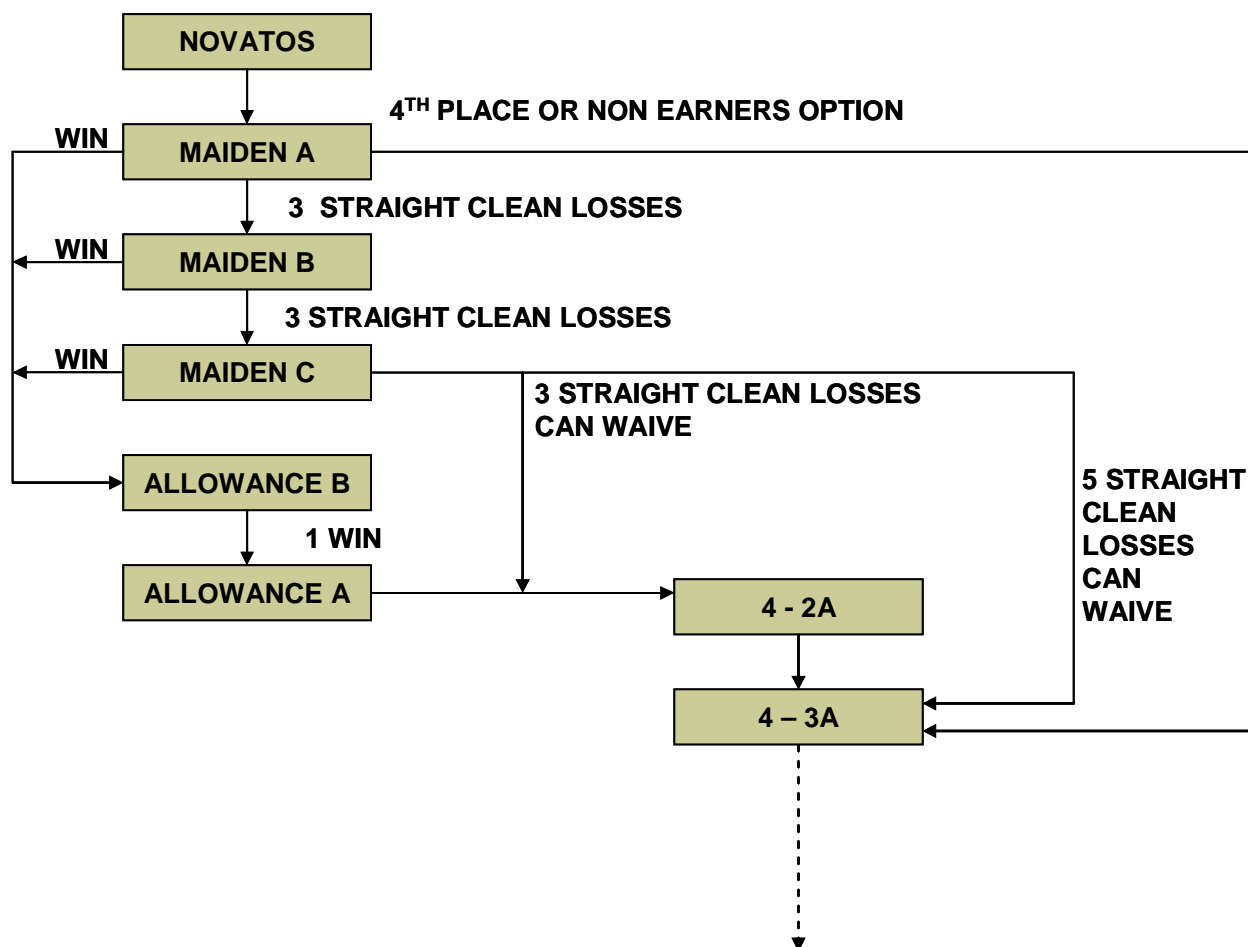 NOVATOS
4TH PLACE OR NON EARNERS OPTION
WIN
MAIDEN A
3 STRAIGHT CLEAN LOSSES
WIN
MAIDEN B
3 STRAIGHT CLEAN LOSSES
WIN
MAIDEN C
3 STRAIGHT CLEAN LOSSES
CAN WAIVE
ALLOWANCE B
5 STRAIGHT
CLEAN
LOSSES
CAN
WAIVE
1 WIN
ALLOWANCE A
4 - 2A
4 – 3A